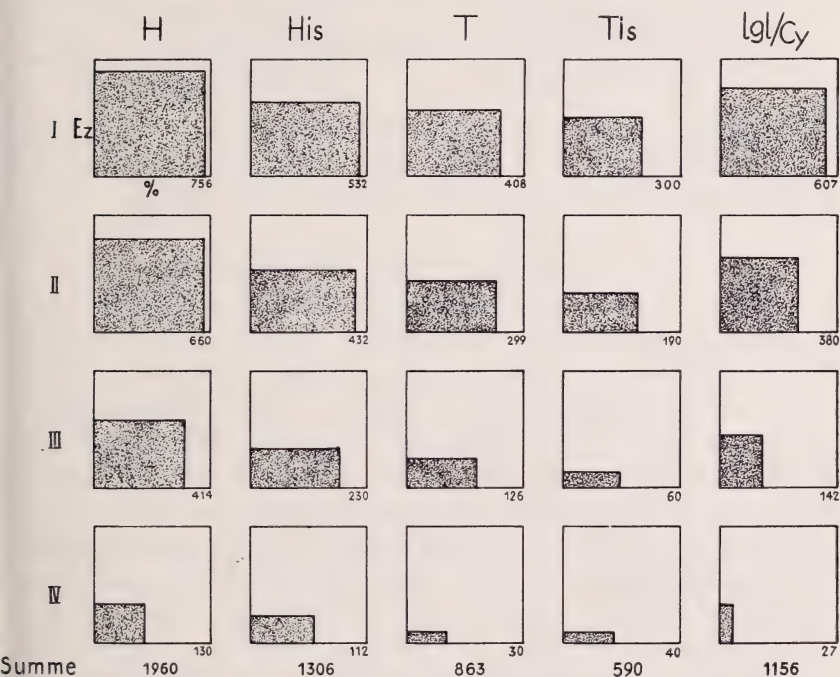 H His T Tis lgl/Cy
I Ez
% 756 532 408 300 607
II
660 432 299 190 380
III
414 230 126 60 142
IV
130 112 30 40 27
Summe 1960 1306 863 590 1156